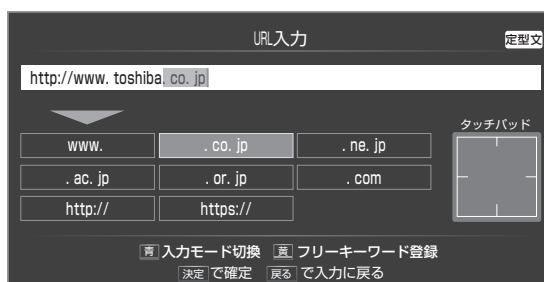 URL入力
定型文
http://www. toshiba. co. jp
タッチパッド
www. . co. jp . ne. jp
. ac. jp . or. jp . com
http:// https://
青 入力モード切換 黄 フリーキーワード登録
決定 で確定 戻る で入力に戻る